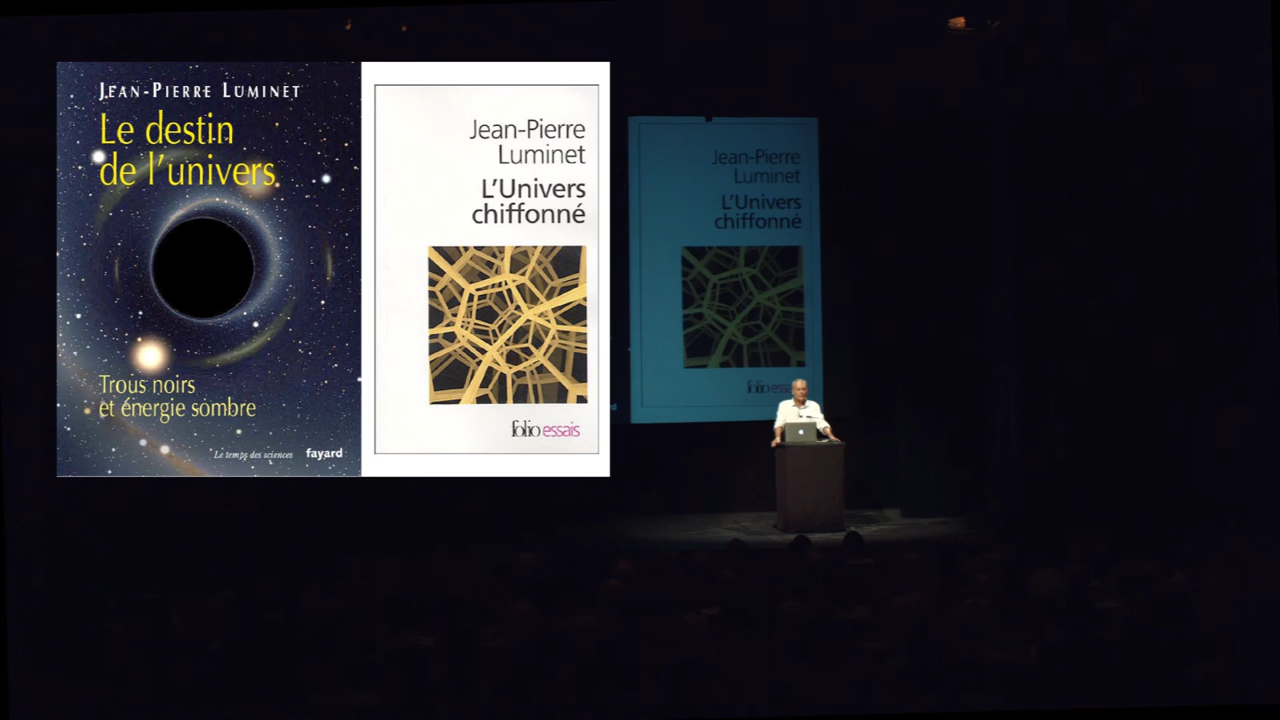 JEAN-PIERRE LUMINET
Le destin
de l'univers
Trous noirs
et énergie sombre
Le temps des sciences fayard
Jean-Pierre
Luminet
L'Univers
chiffonné
folio essais
Jean-Pierre
Luminet
L'Univers
chiffonné
folio essais